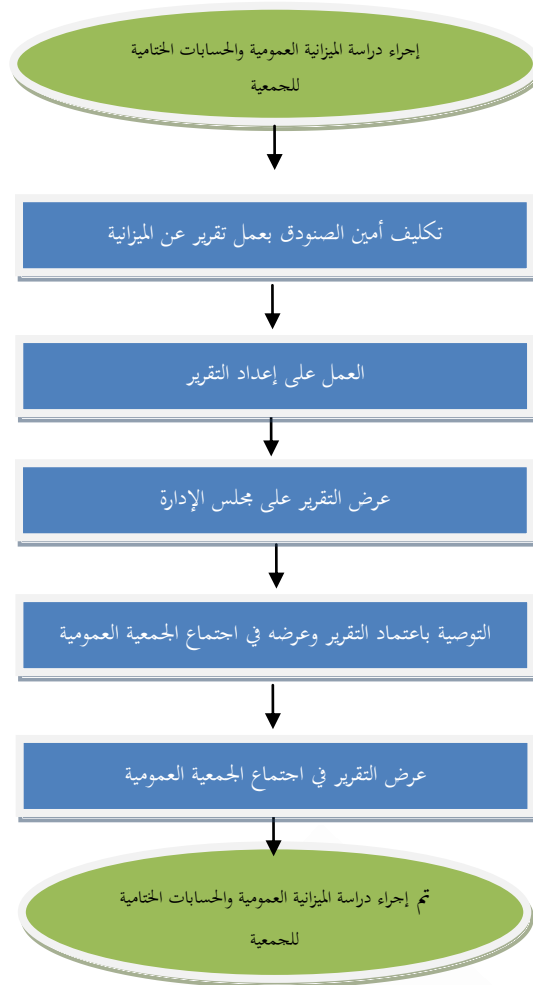 إجراء دراسة الميزانية العمومية والحسابات الختامية
للجمعية
تكليف أمين الصنودق بعمل تقرير عن الميزانية
العمل على إعداد التقرير
عرض التقرير على مجلس الإدارة
التوصية باعتماد التقرير وعرضه في اجتماع الجمعية العمومية
عرض التقرير في اجتماع الجمعية العمومية
تم إجراء دراسة الميزانية العمومية والحسابات الختامية
للجمعية